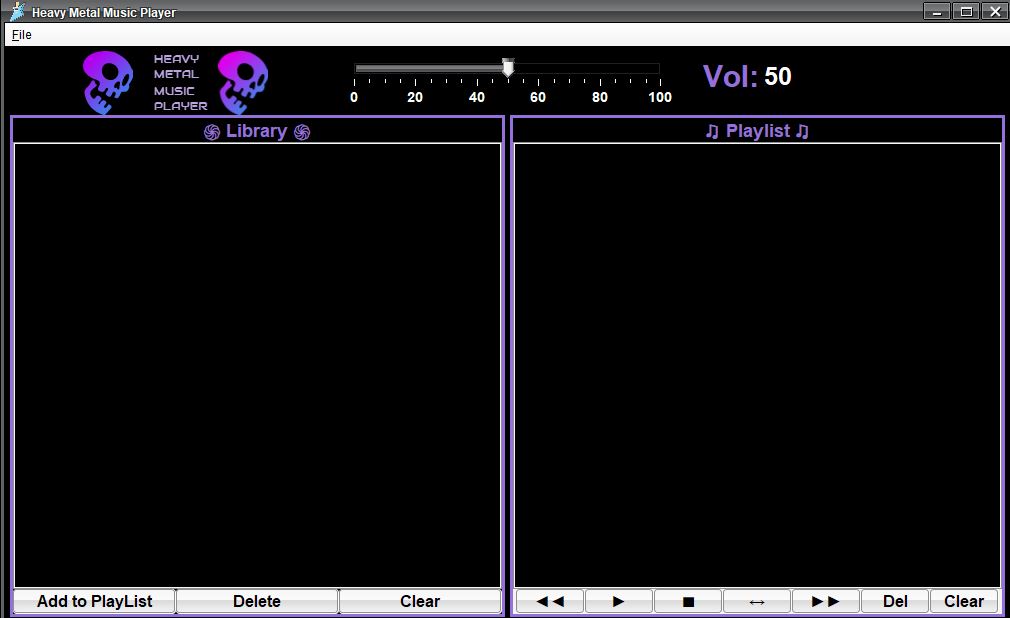 Heavy Metal Music Player
File
HEAVY
METAL
MUSIC
PLAYER
0 20 40 60 80 100
Vol: 50
Library
♫ Playlist ♫
Add to PlayList Delete Clear
◄◄ ► ■ ↔ ►► Del Clear